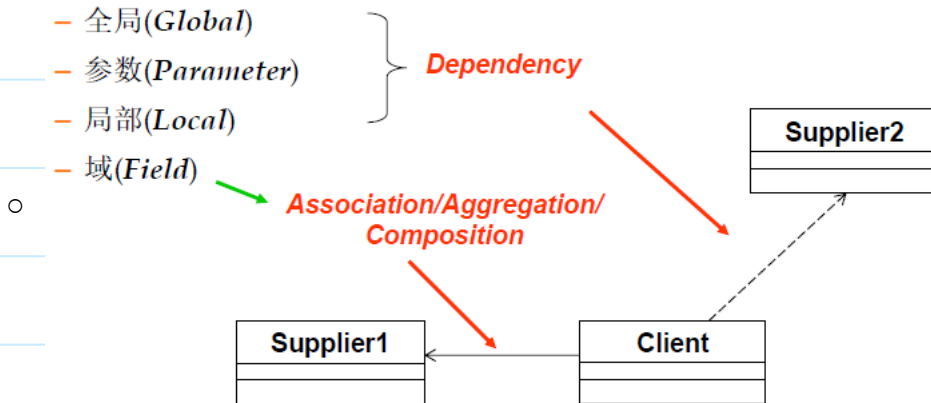 – 全局(Global)
– 参数(Parameter)
– 局部(Local)
– 域(Field)
Dependency
Association/Aggregation/
Composition
Supplier2
Supplier1
Client